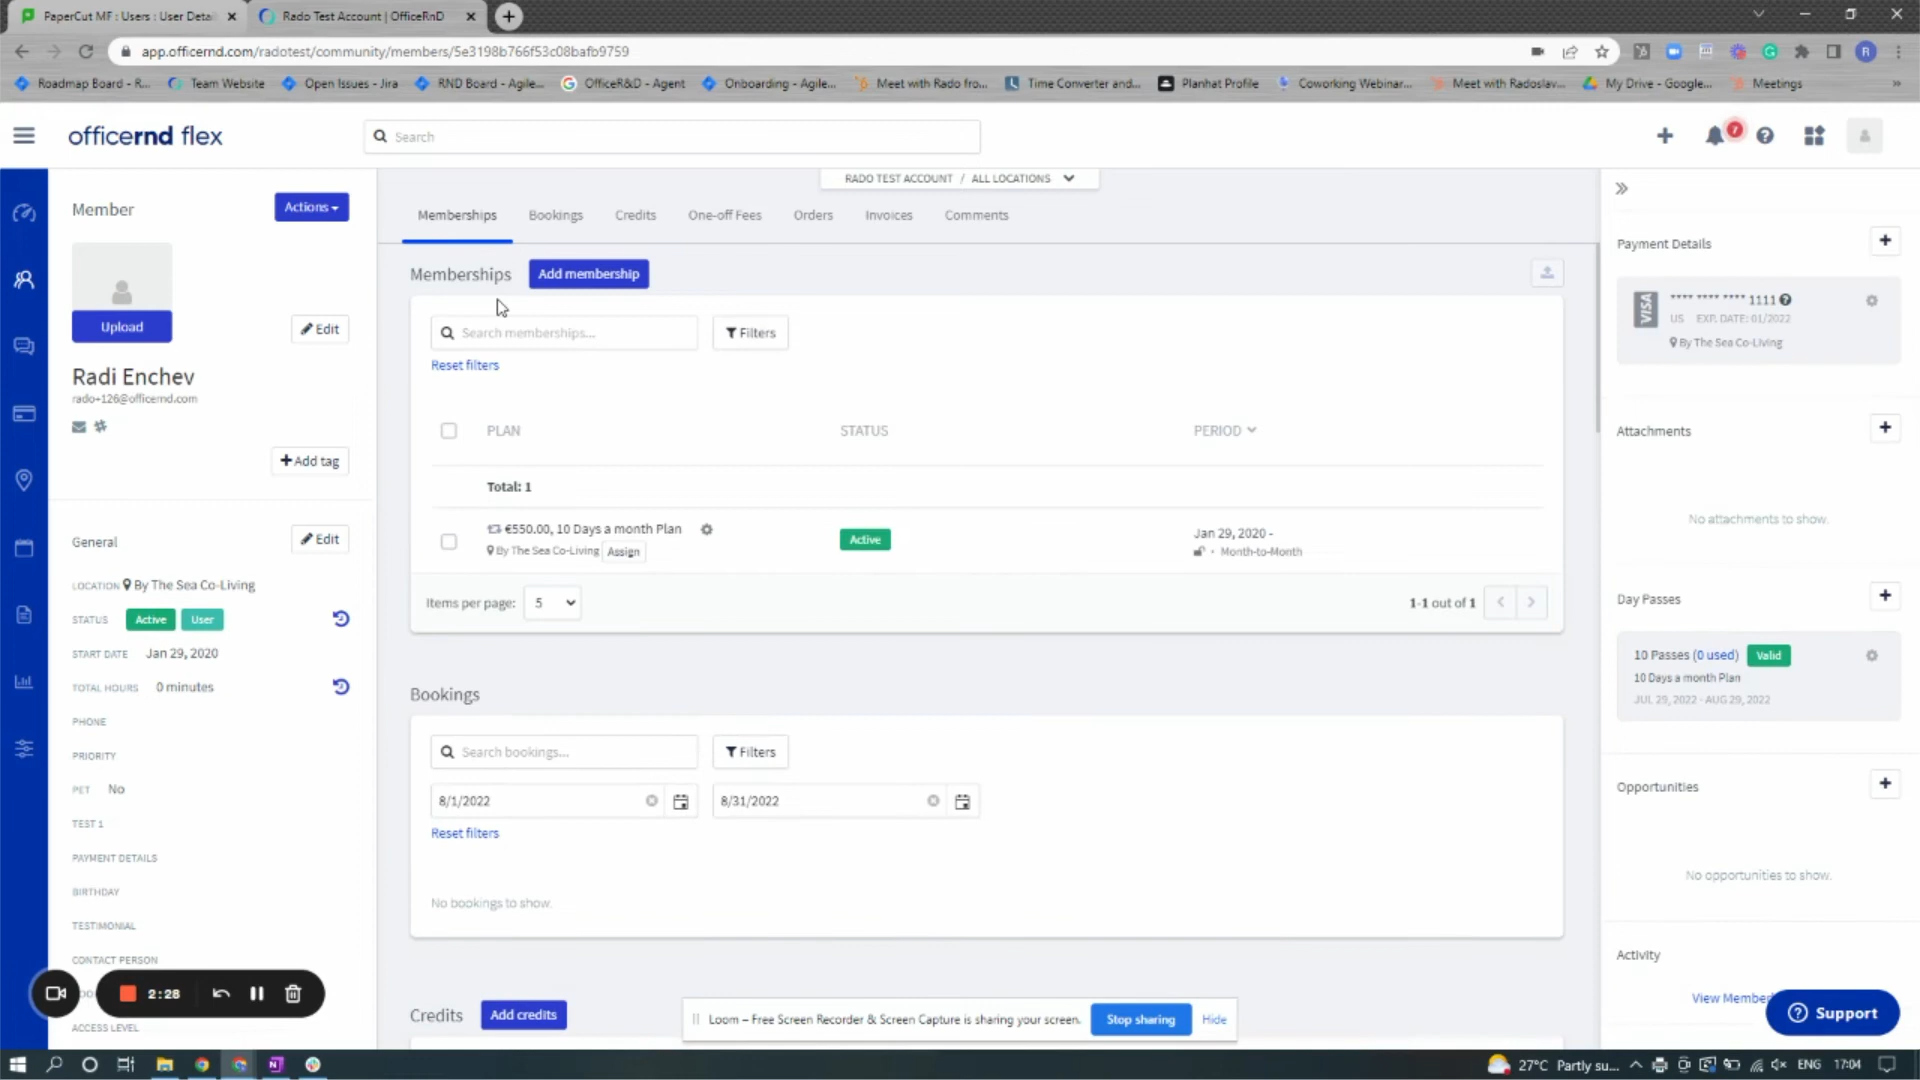 PaperCut MF : Users : User Detai
Rado Test Account | OfficeRnD
app.officernd.com/radotest/community/members/5e3198b766f53c08bafb9759
Roadmap Board - R...
Team Website
Open Issues - Jira
RND Board - Agile...
OfficeR&D - Agent
Onboarding - Agile...
Meet with Rado fro...
Time Converter and...
Planhat Profile
Coworking Webinar...
Meet with Radoslav...
My Drive - Google...
Meetings
officernd flex
Search
7
RADO TEST ACCOUNT / ALL LOCATIONS
Member
Actions
Upload
Edit
Radi Enchev
rado+126@officernd.com
Add tag
General
Edit
LOCATION By The Sea Co-Living
STATUS Active User
START DATE Jan 29, 2020
TOTAL HOURS 0 minutes
PHONE
PRIORITY
PET No
TEST 1
PAYMENT DETAILS
BIRTHDAY
TESTIMONIAL
CONTACT PERSON
2:28
ACCESS LEVEL
Memberships
Bookings
Credits
One-off Fees
Orders
Invoices
Comments
Memberships
Add membership
Search memberships...
Filters
Reset filters
PLAN
STATUS
PERIOD
Total: 1
€550.00, 10 Days a month Plan
By The Sea Co-Living Assign
Active
Jan 29, 2020 -
Month-to-Month
Items per page: 5
1-1 out of 1
Bookings
Search bookings...
Filters
8/1/2022
8/31/2022
Reset filters
No bookings to show.
Credits
Add credits
Loom – Free Screen Recorder & Screen Capture is sharing your screen.
Stop sharing
Hide
Payment Details
VISA
**** **** **** 1111
US EXP. DATE: 01/2022
By The Sea Co-Living
Attachments
No attachments to show.
Day Passes
10 Passes (0 used) Valid
10 Days a month Plan
JUL 29, 2022 - AUG 29, 2022
Opportunities
No opportunities to show.
Activity
View Member
Support
27°C Partly su...
ENG
17:04